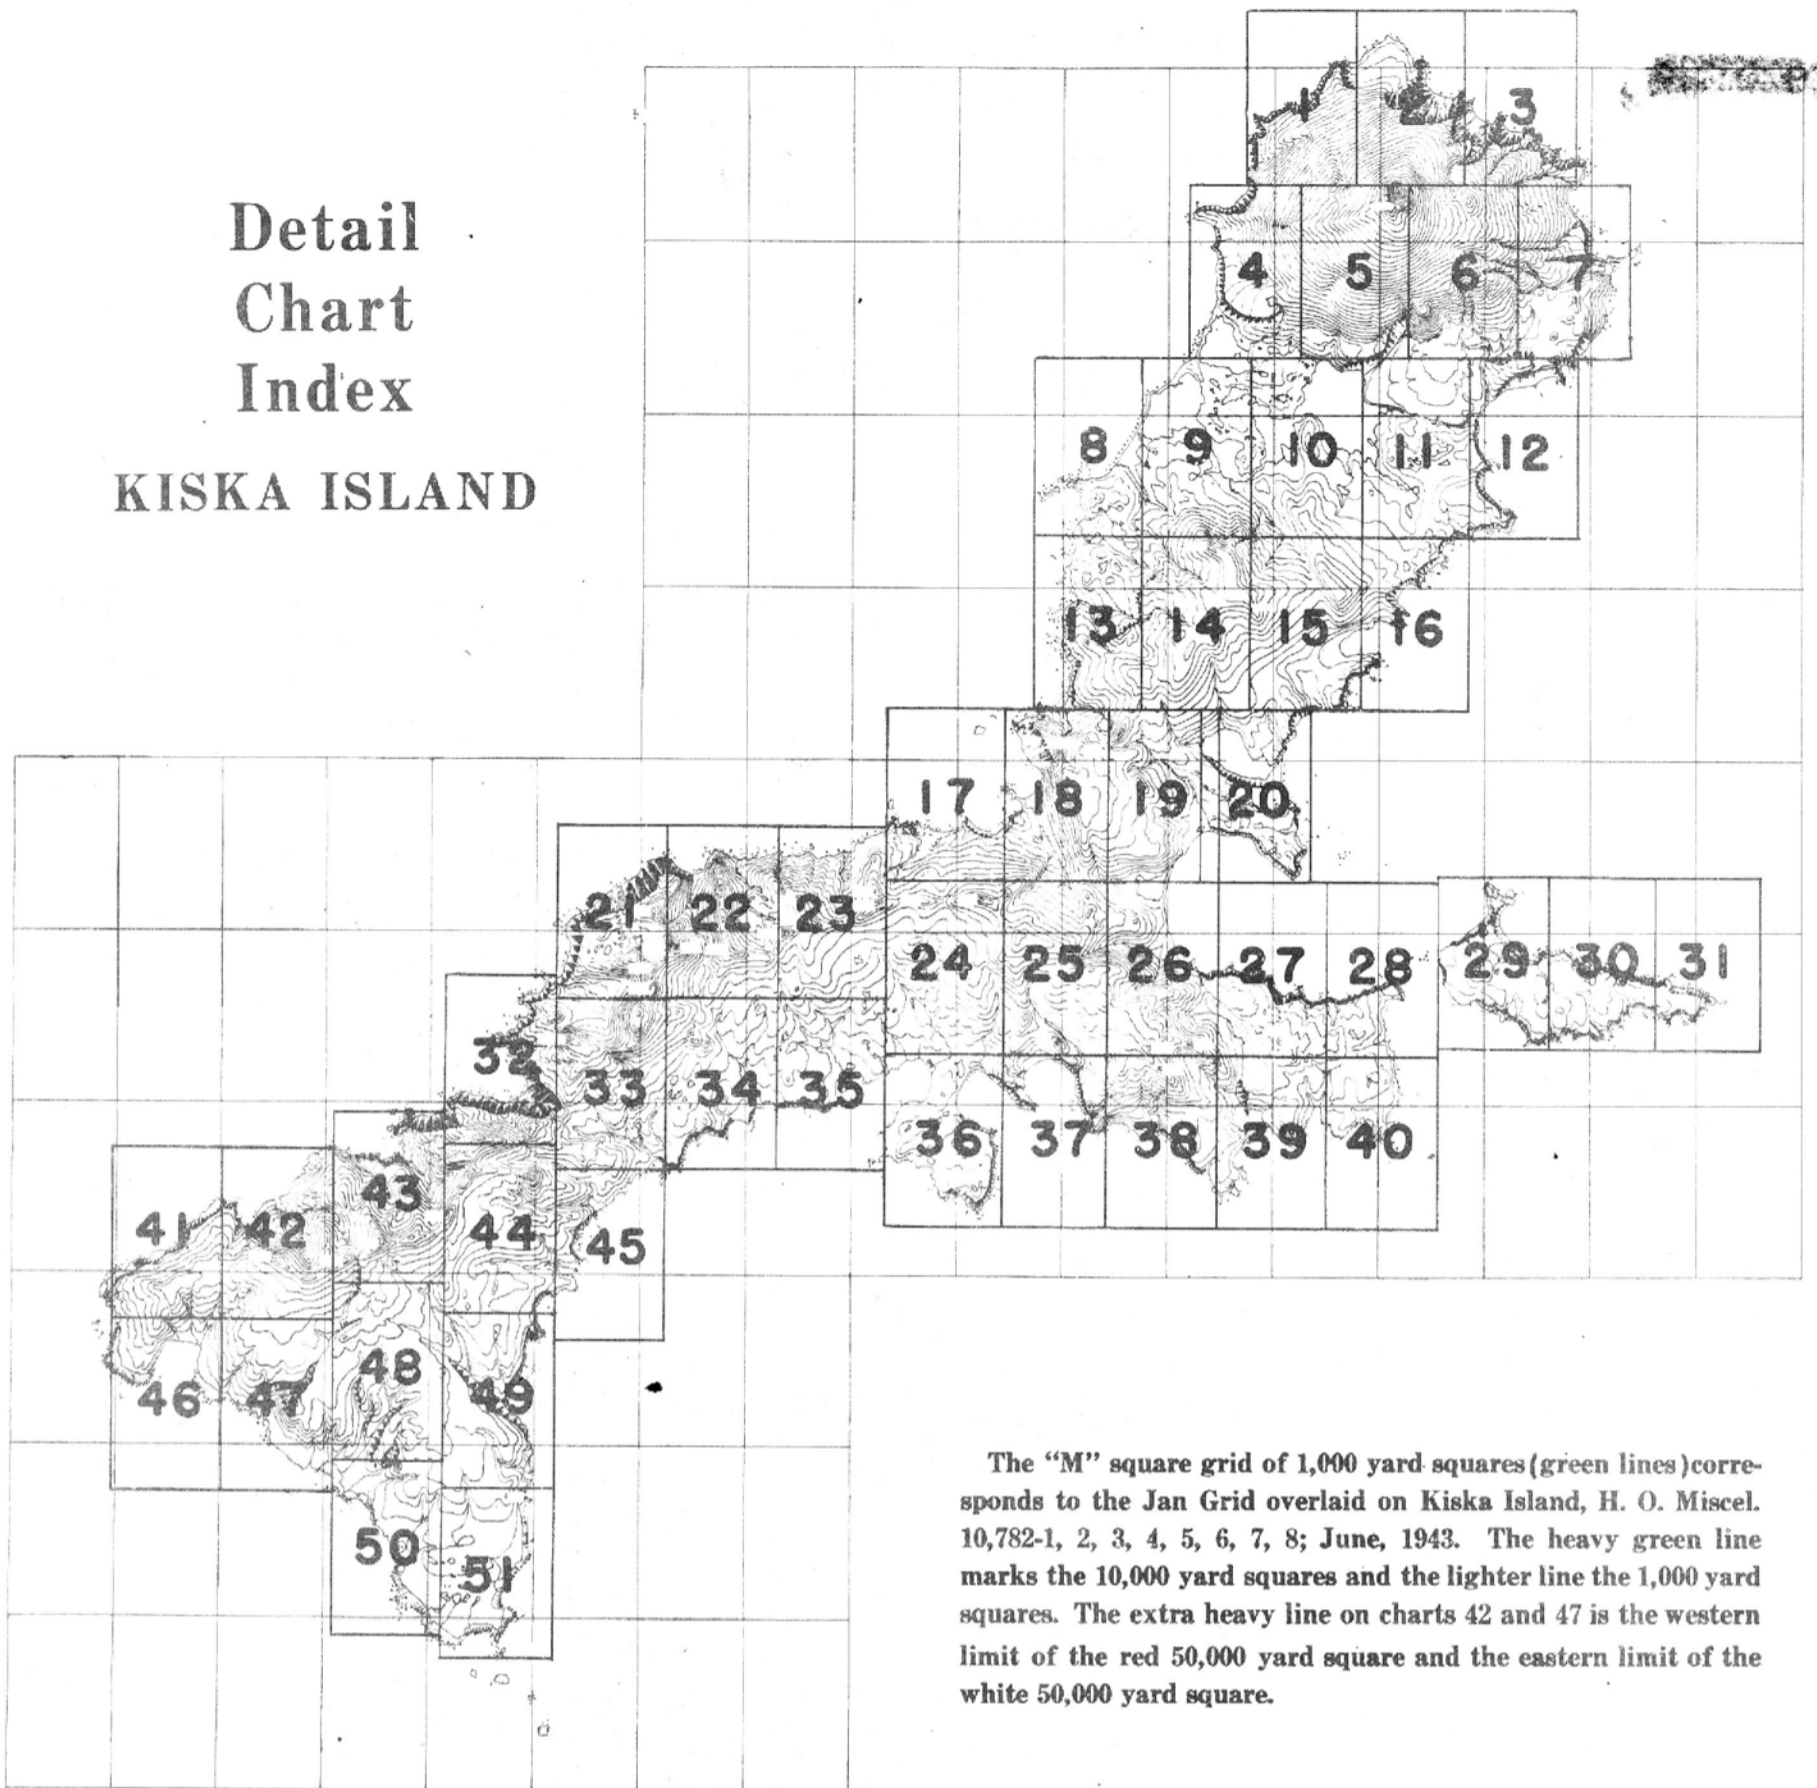 Detail
Chart
Index
KISKA ISLAND
1 2 3
4 5 6 7
8 9 10 11 12
13 14 15 16
17 18 19 20
21 22 23
24 25 26 27 28
29 30 31
32
33 34 35
36 37 38 39 40
41 42 43 44 45
46 47 48 49
50 51
The “M” square grid of 1,000 yard squares (green lines) corre-
sponds to the Jan Grid overlaid on Kiska Island, H. O. Miscel.
10,782-1, 2, 3, 4, 5, 6, 7, 8; June, 1943. The heavy green line
marks the 10,000 yard squares and the lighter line the 1,000 yard
squares. The extra heavy line on charts 42 and 47 is the western
limit of the red 50,000 yard square and the eastern limit of the
white 50,000 yard square.